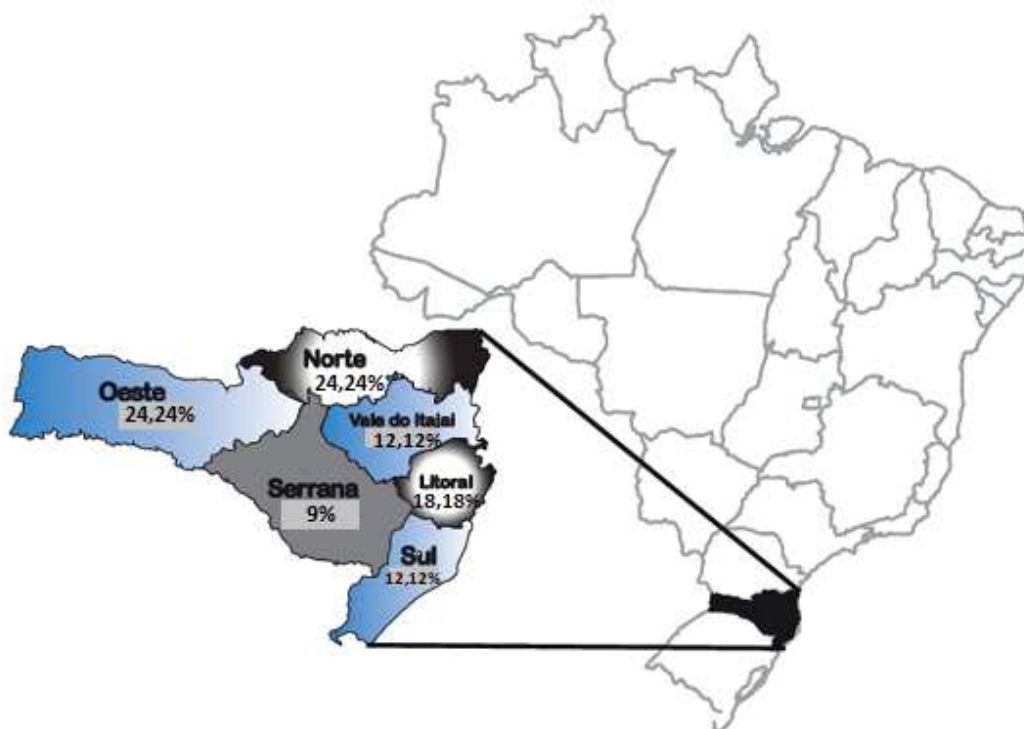 Norte
24,24%
Oeste
24,24%
Vale do Itajaí
12,12%
Litoral
18,18%
Serrana
9%
Sul
12,12%